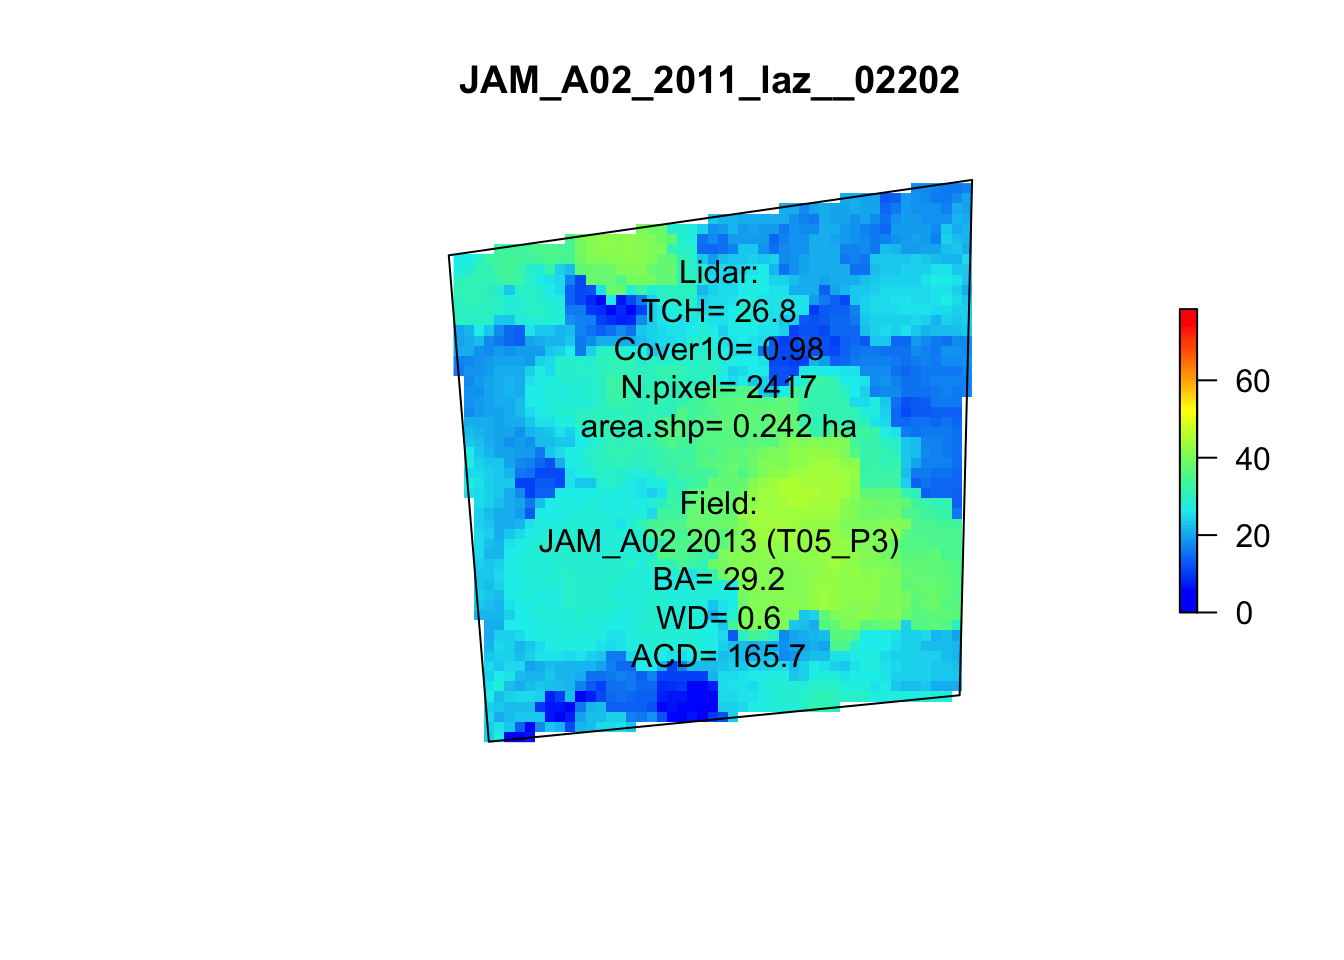 JAM_A02_2011_laz__02202
Lidar:
TCH= 26.8
Cover10= 0.98
N.pixel= 2417
area.shp= 0.242 ha
Field:
JAM_A02 2013 (T05_P3)
BA= 29.2
WD= 0.6
ACD= 165.7
60
40
20
0